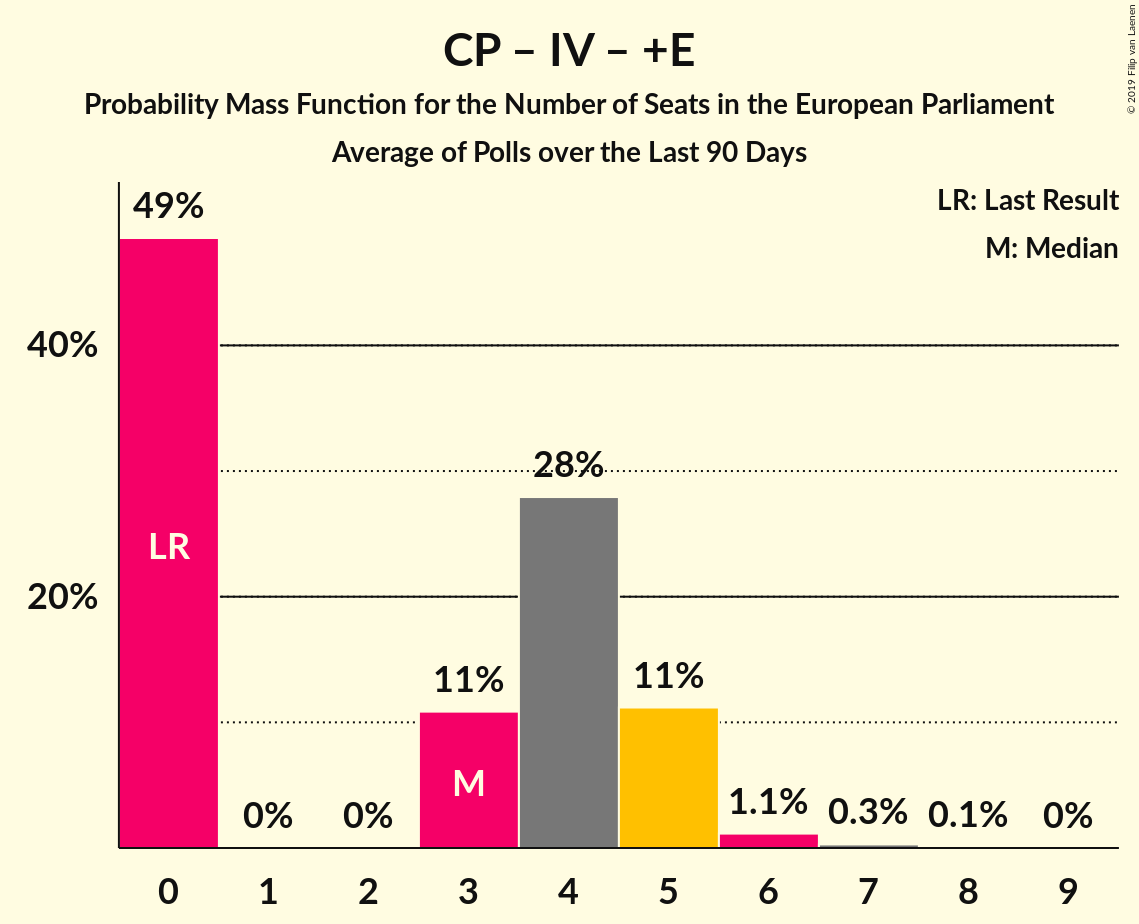 CP – IV – +E
Probability Mass Function for the Number of Seats in the European Parliament
Average of Polls over the Last 90 Days
© 2019 Filip van Laenen
LR: Last Result
M: Median
49%
40%
28%
LR
20%
11%
11%
M
0%
0%
1.1%
0.3%
0.1%
0%
0 1 2 3 4 5 6 7 8 9